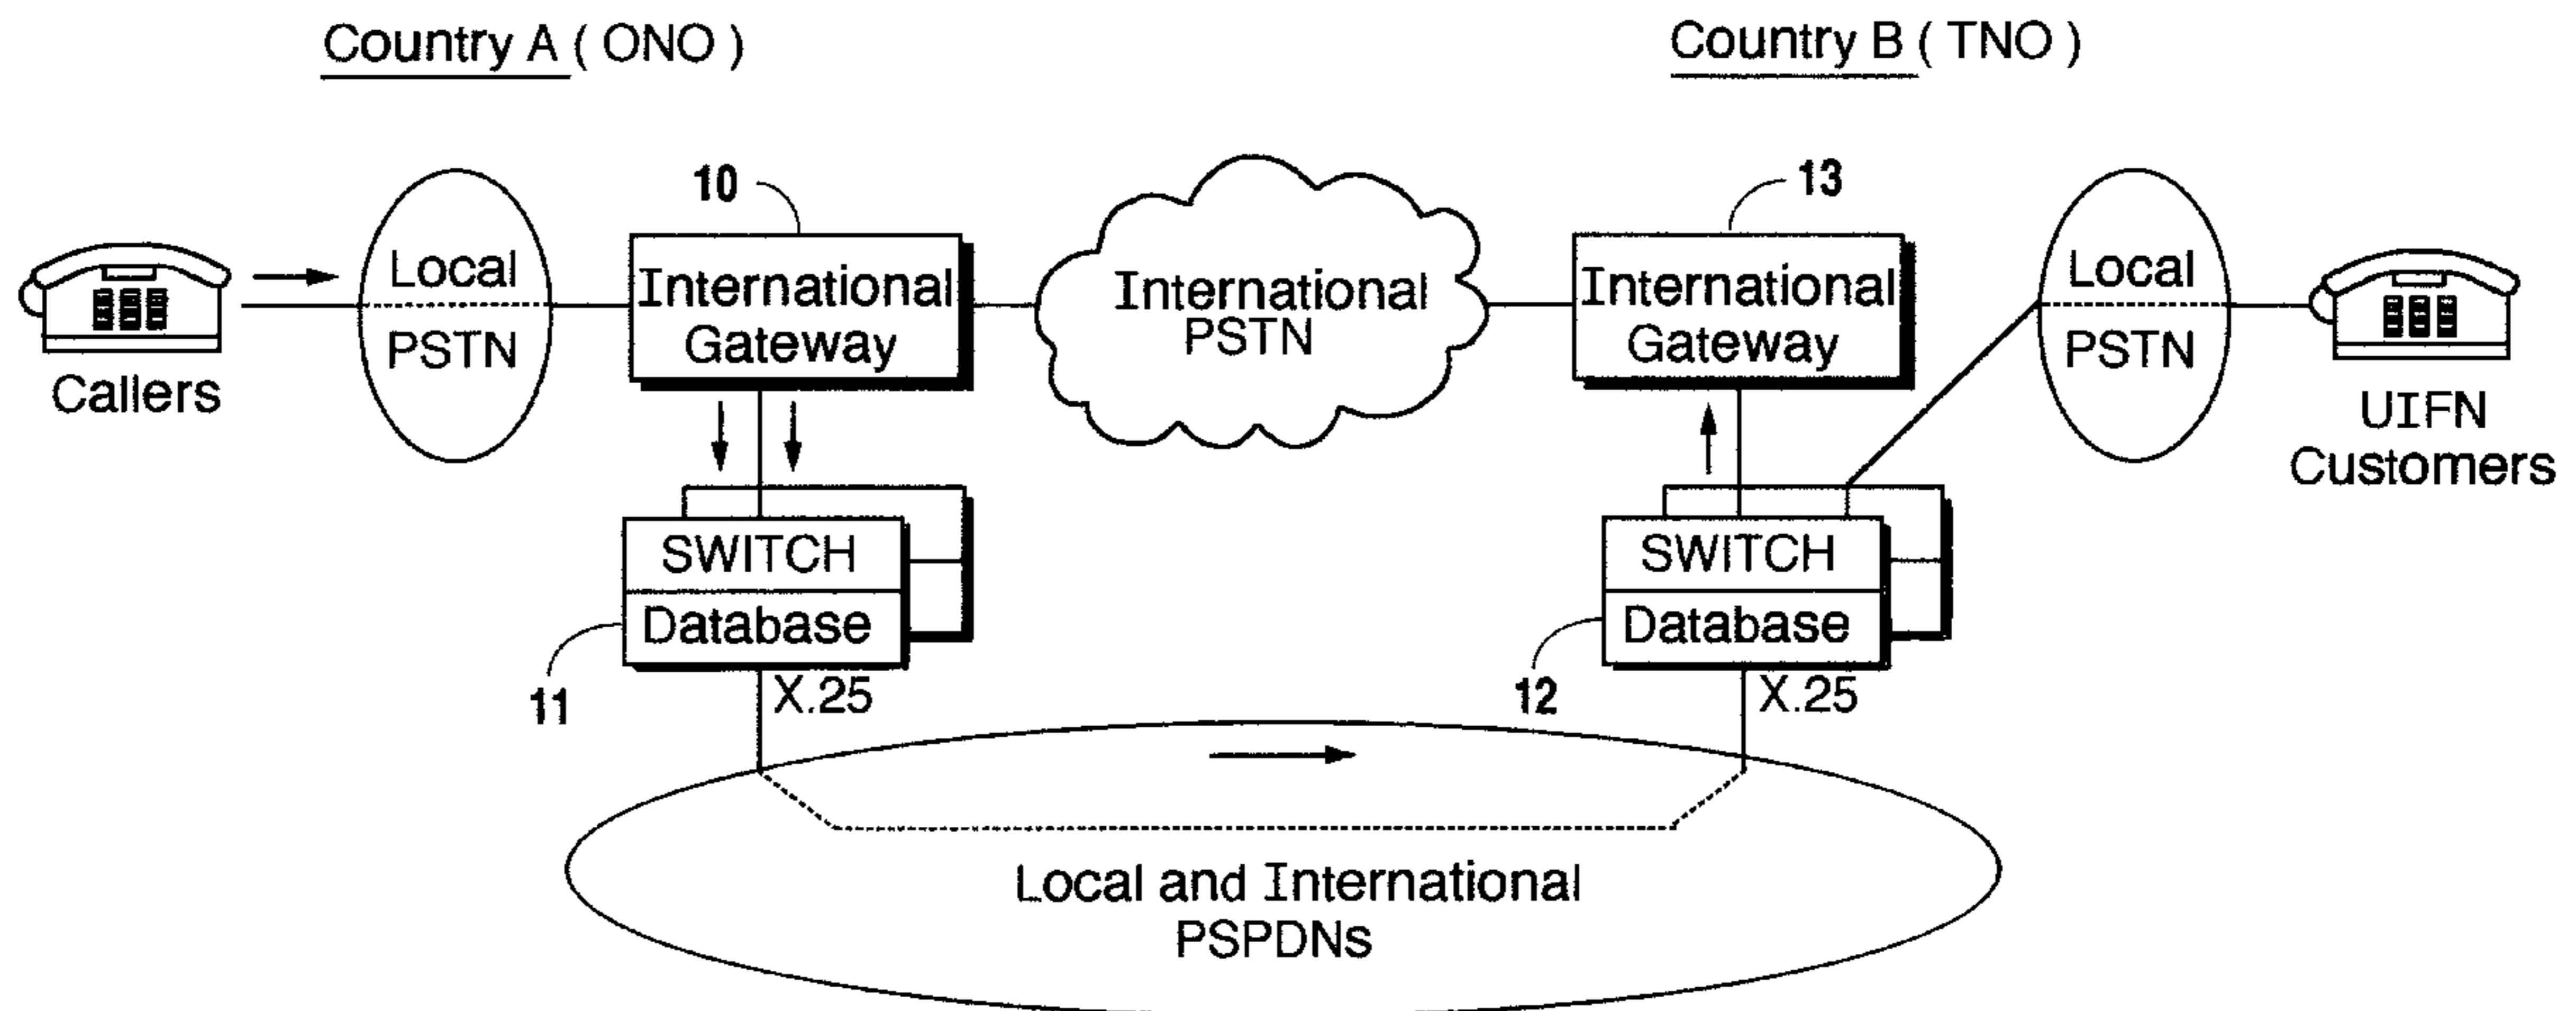 Country A ( ONO )
Country B ( TNO )
10
13
Local
PSTN
International
Gateway
International
PSTN
International
Gateway
Local
PSTN
Callers
UIFN
Customers
SWITCH
Database
SWITCH
Database
11
X.25
12
X.25
Local and International
PSPDNs